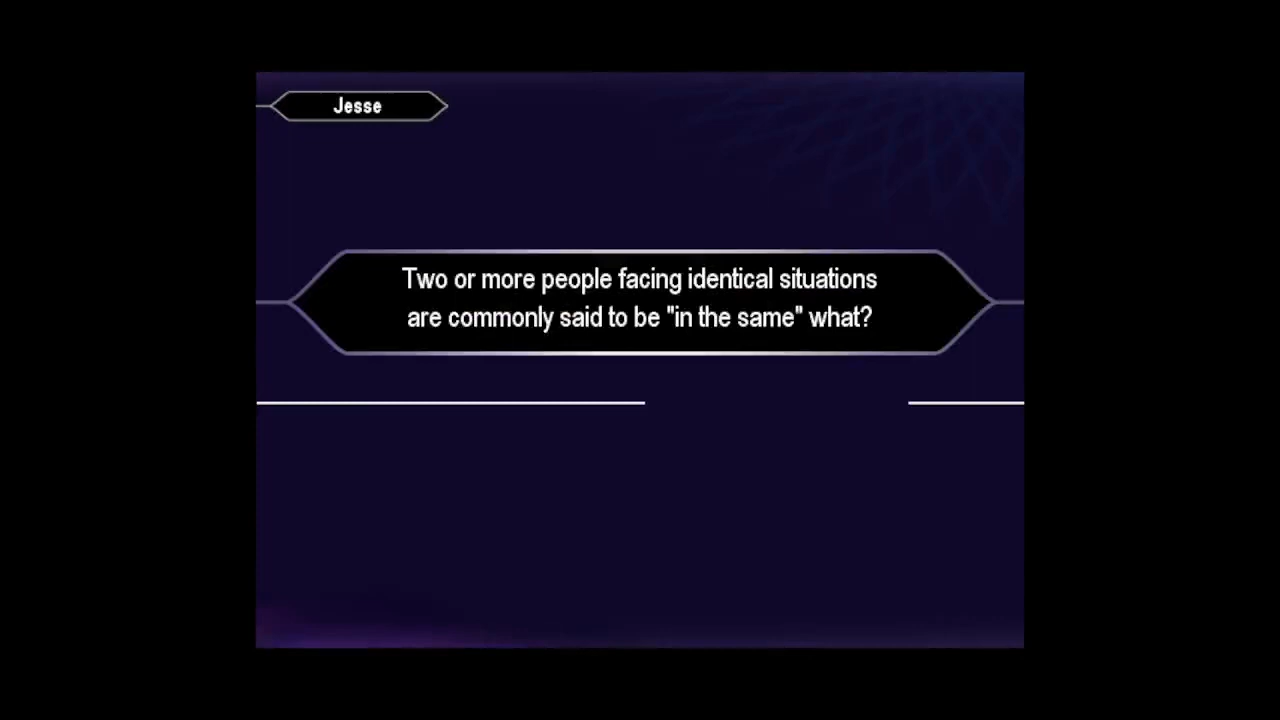 Jesse
Two or more people facing identical situations
are commonly said to be "in the same" what?